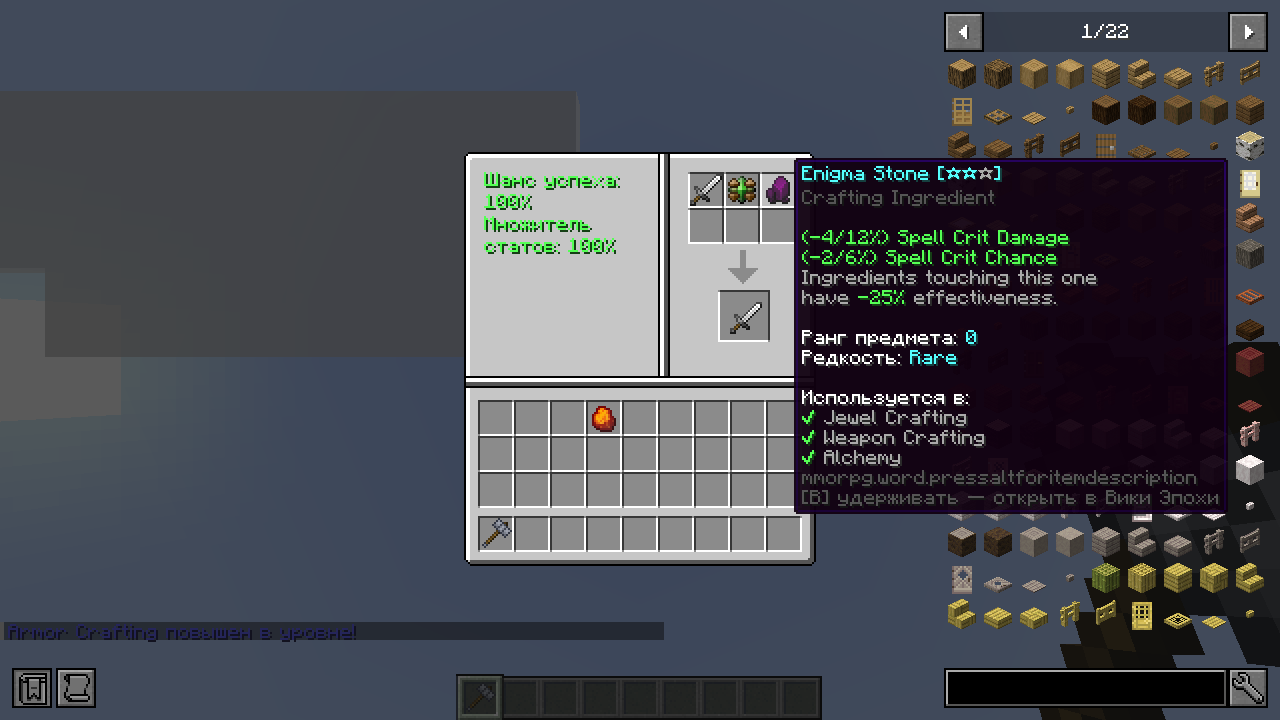 1/22
Шанс успеха:
100%
Множитель
статов: 100%
Enigma Stone [★★☆]
Crafting Ingredient
(-4/12%) Spell Crit Damage
(-2/6%) Spell Crit Chance
Ingredients touching this one
have -25% effectiveness.
Ранг предмета: 0
Редкость: Rare
Используется в:
✓ Jewel Crafting
✓ Weapon Crafting
✓ Alchemy
mmorpg.word.pressaltforitemdescription
[B] удерживать — открыть в Вики Эпохи
Armor Crafting повышен в уровне!